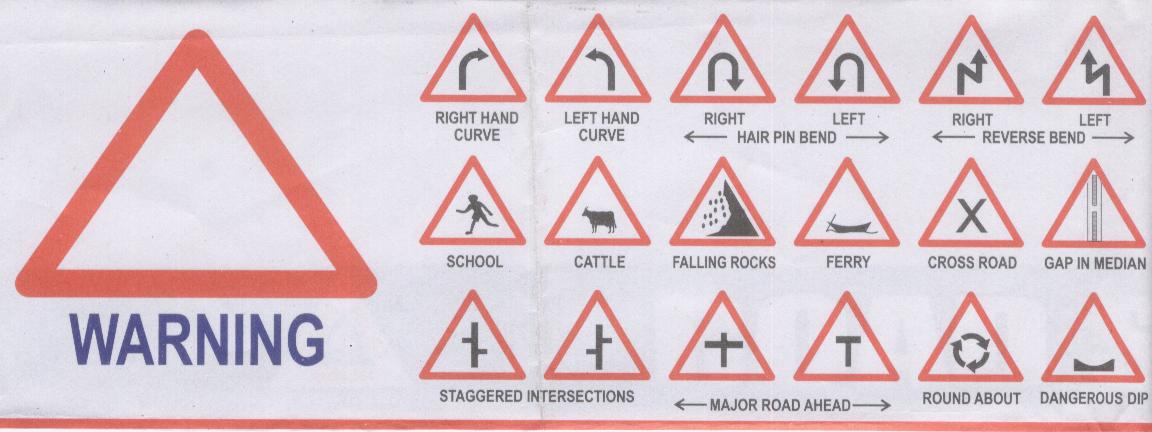 WARNING
RIGHT HAND
CURVE
LEFT HAND
CURVE
RIGHT
LEFT
HAIR PIN BEND
RIGHT
LEFT
REVERSE BEND
SCHOOL
CATTLE
FALLING ROCKS
FERRY
CROSS ROAD
GAP IN MEDIAN
STAGGERED INTERSECTIONS
MAJOR ROAD AHEAD
ROUND ABOUT
DANGEROUS DIP